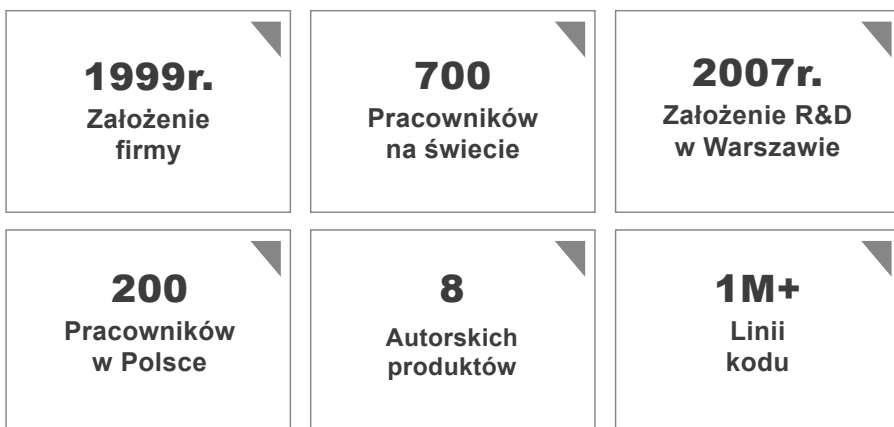 1999r.
Założenie
firmy
700
Pracowników
na świecie
2007r.
Założenie R&D
w Warszawie
200
Pracowników
w Polsce
8
Autorskich
produktów
1M+
Linii
kodu